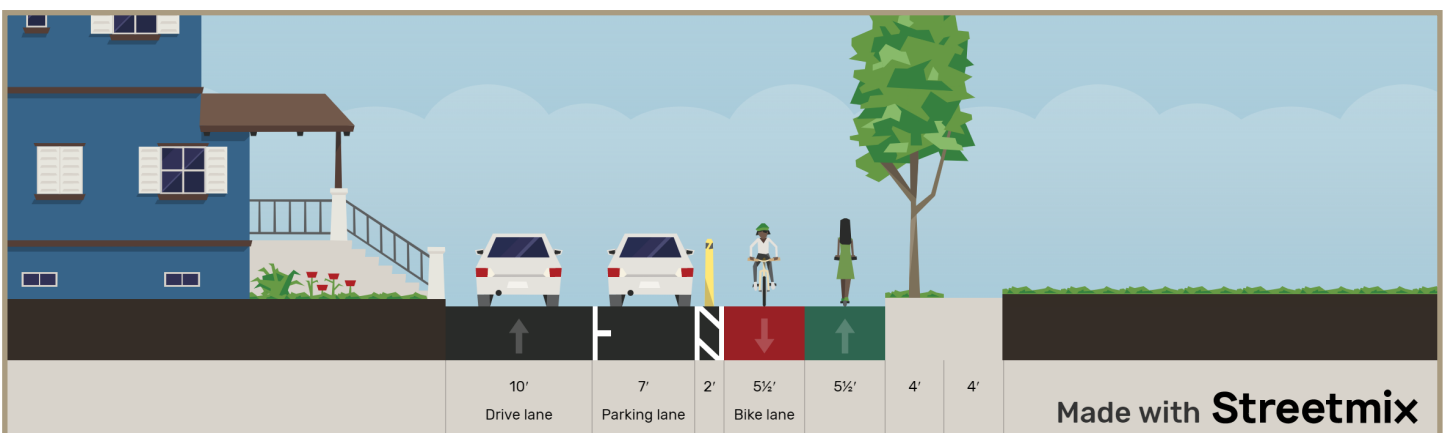 10′ 7′ 2′ 5½′ 5½′ 4′ 4′
Drive lane Parking lane Bike lane
Made with Streetmix